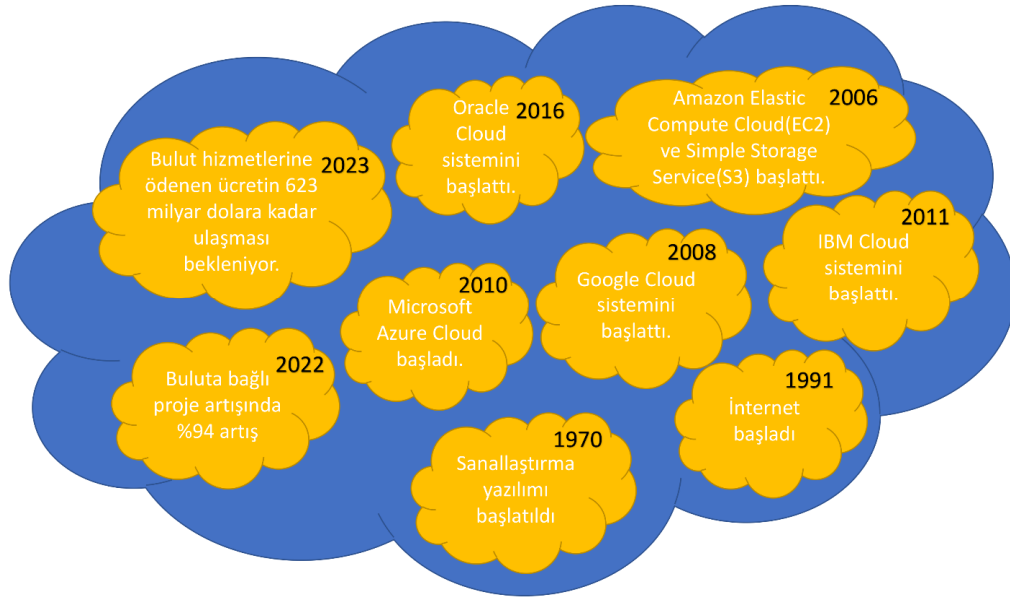 2023
Bulut hizmetlerine
ödenen ücretin 623
milyar dolara kadar
ulaşması
bekleniyor.
2016
Oracle
Cloud
sistemini
başlattı.
2006
Amazon Elastic
Compute Cloud(EC2)
ve Simple Storage
Service(S3) başlattı.
2011
IBM Cloud
sistemini
başlattı.
2010
Microsoft
Azure Cloud
başladı.
2008
Google Cloud
sistemini
başlattı.
2022
Buluta bağlı
proje artışında
%94 artış
1970
Sanallaştırma
yazılımı
başlatıldı
1991
İnternet
başladı